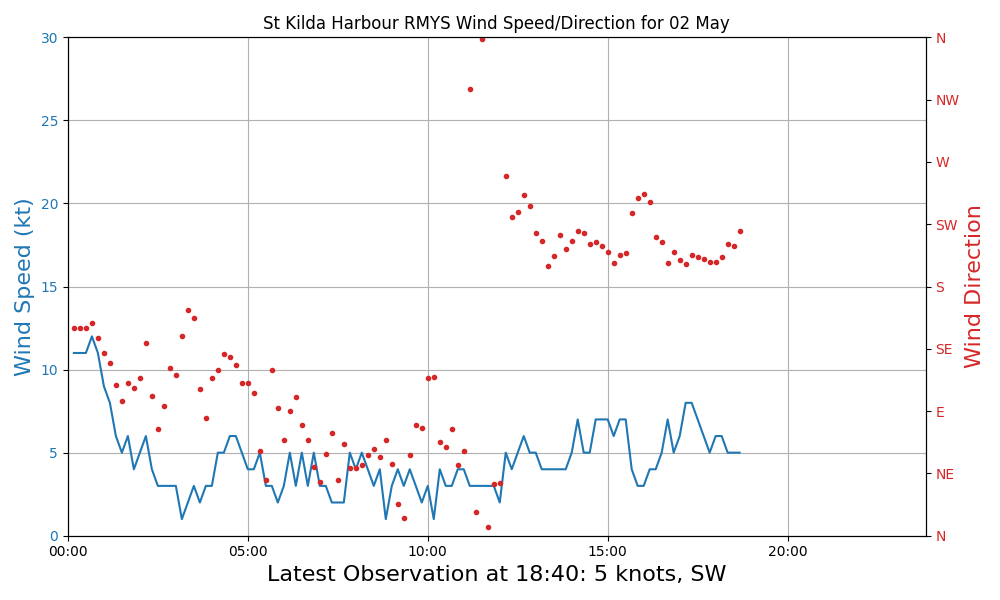 St Kilda Harbour RMYS Wind Speed/Direction for 02 May
30
25
20
15
10
5
0
Wind Speed (kt)
N
NW
W
SW
S
SE
E
NE
N
Wind Direction
00:00 05:00 10:00 15:00 20:00
Latest Observation at 18:40: 5 knots, SW